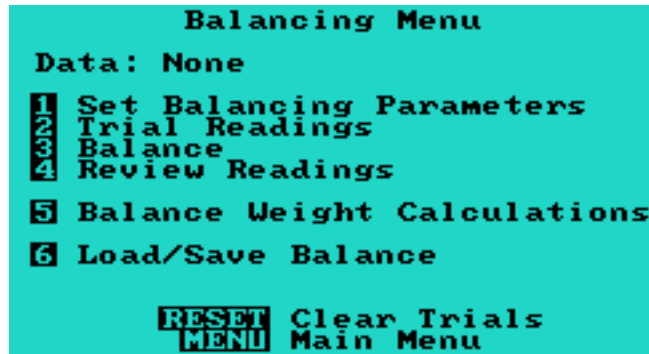 Balancing Menu
Data: None
1 Set Balancing Parameters
2 Trial Readings
3 Balance
4 Review Readings
5 Balance Weight Calculations
6 Load/Save Balance
RESET Clear Trials
MENU Main Menu